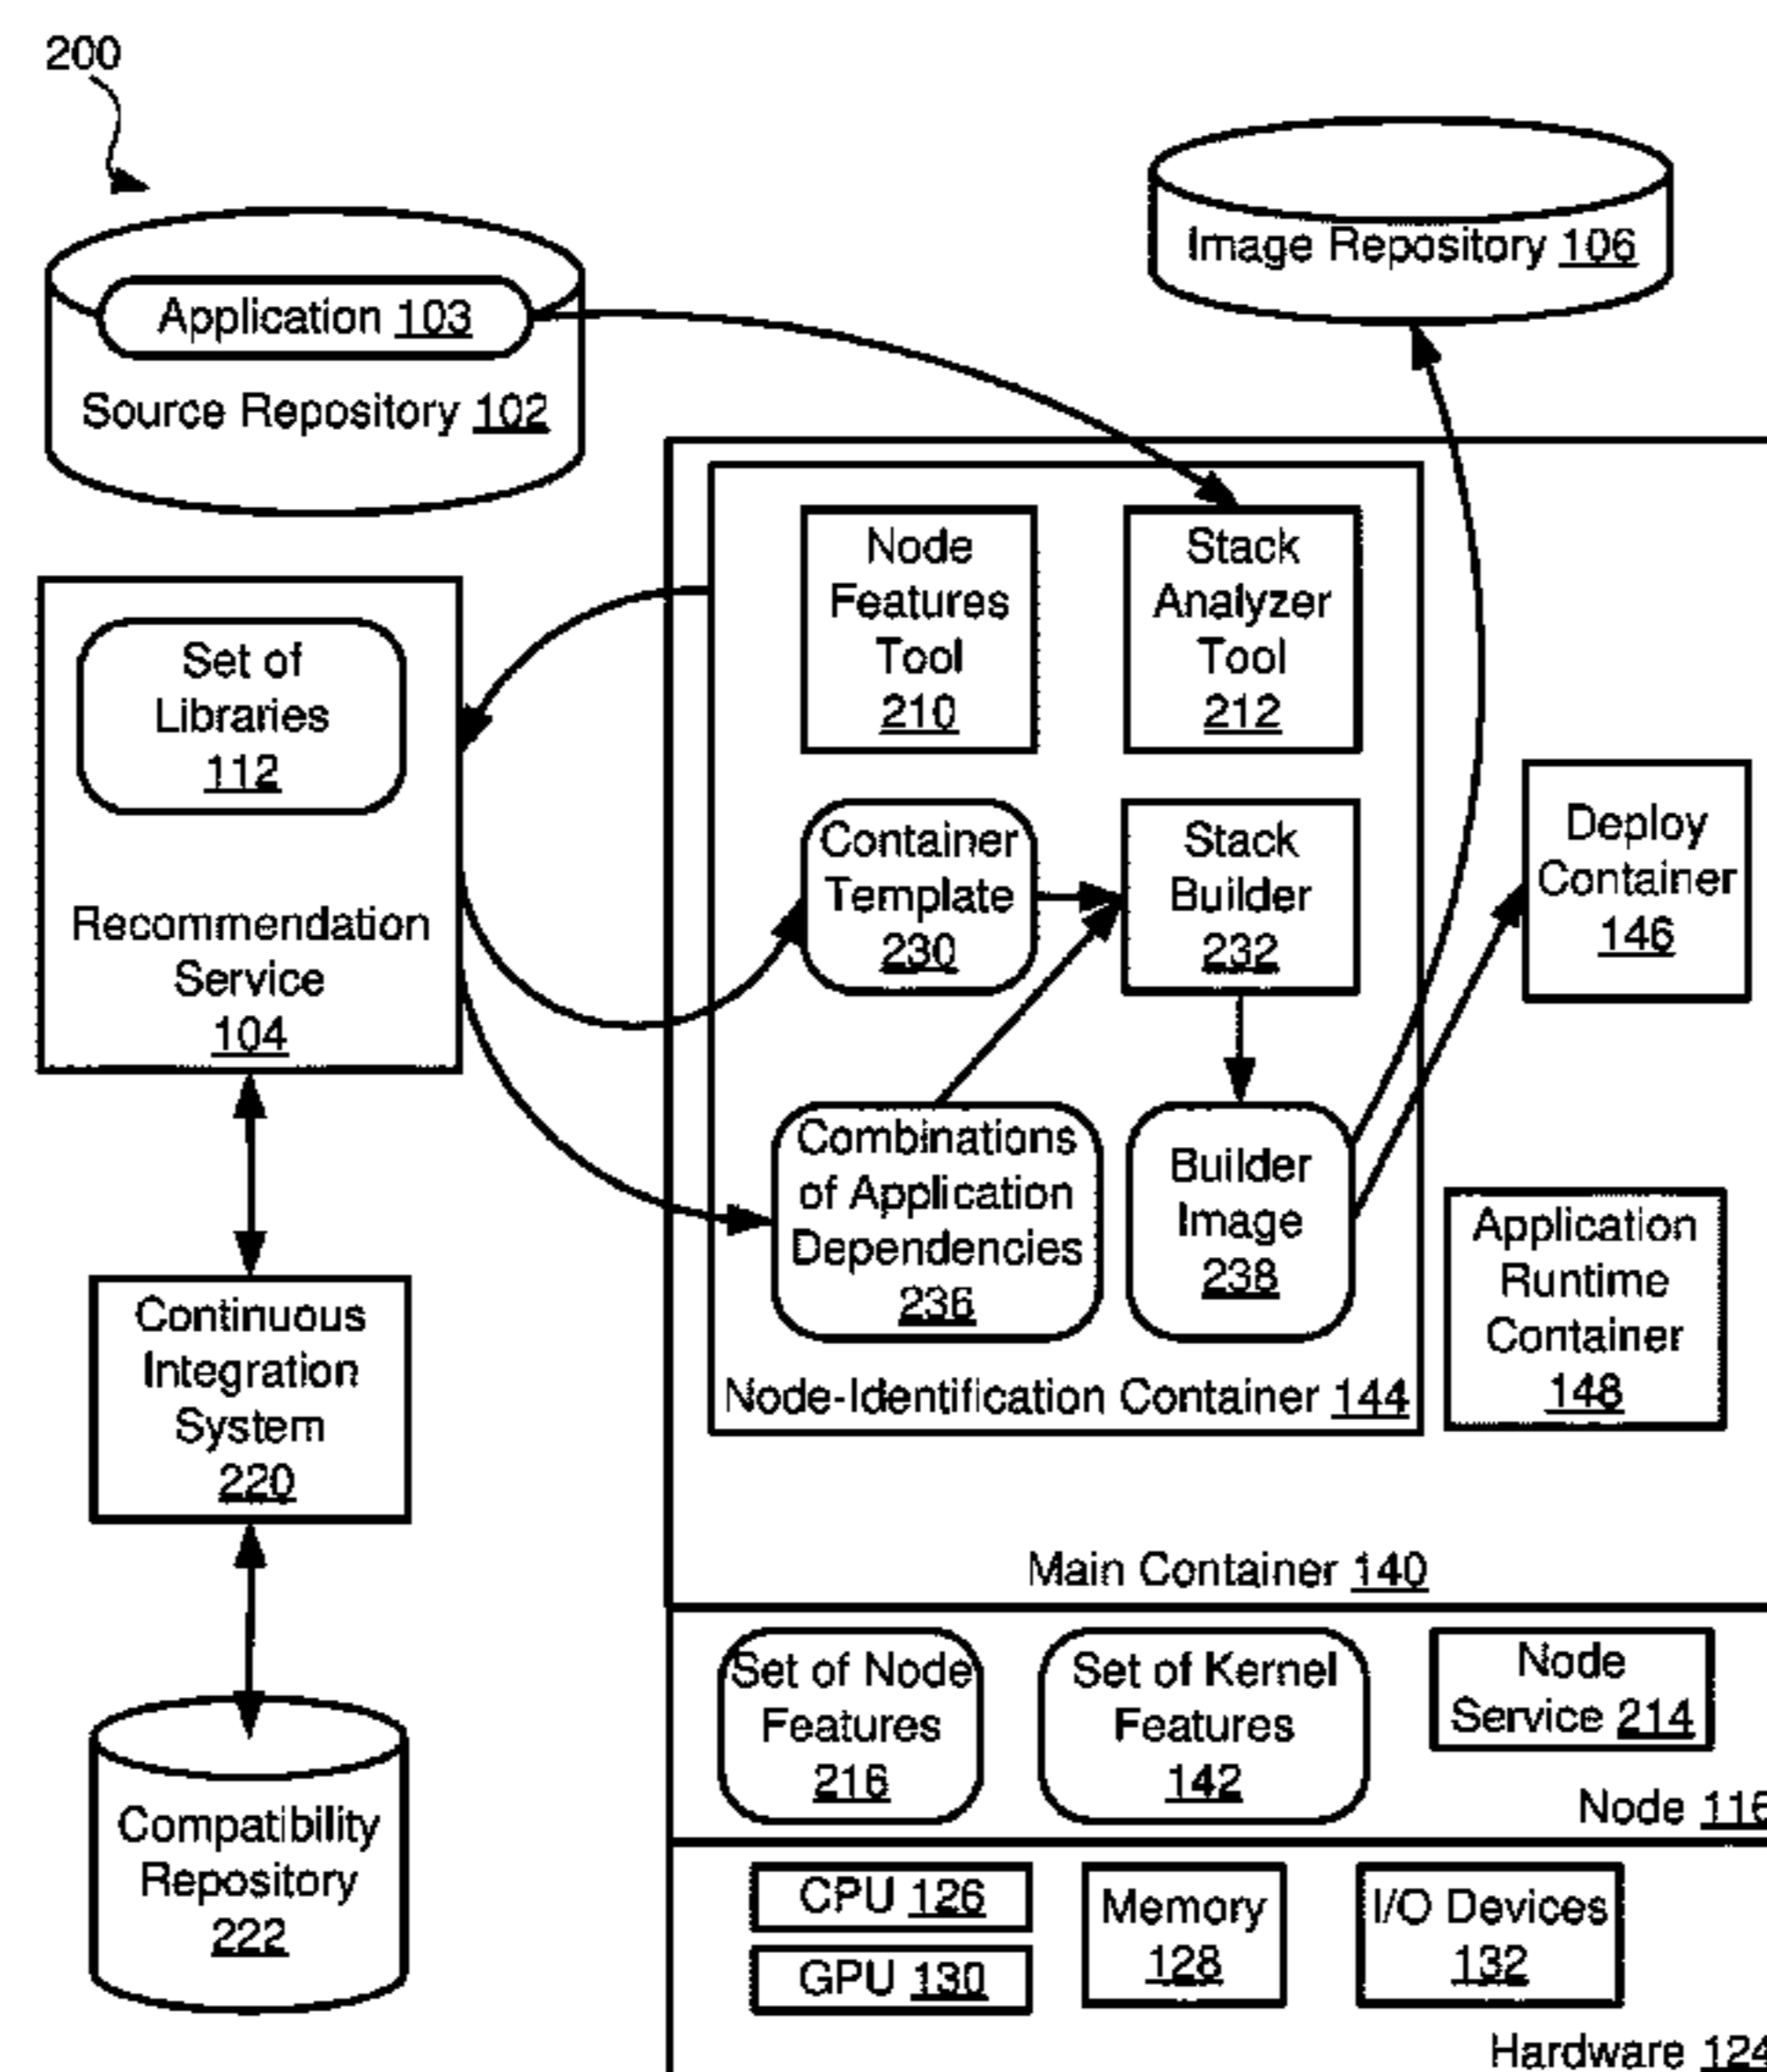 200
Application 103
Source Repository 102
Image Repository 106
Set of
Libraries
112
Recommendation
Service
104
Continuous
Integration
System
220
Compatibility
Repository
222
Node
Features
Tool
210
Stack
Analyzer
Tool
212
Container
Template
230
Stack
Builder
232
Combinations
of Application
Dependencies
236
Builder
Image
238
Node-Identification Container 144
Deploy
Container
146
Application
Runtime
Container
148
Main Container 140
Set of Node
Features
216
Set of Kernel
Features
142
Node
Service 214
Node 116
CPU 126
GPU 130
Memory
128
I/O Devices
132
Hardware 124